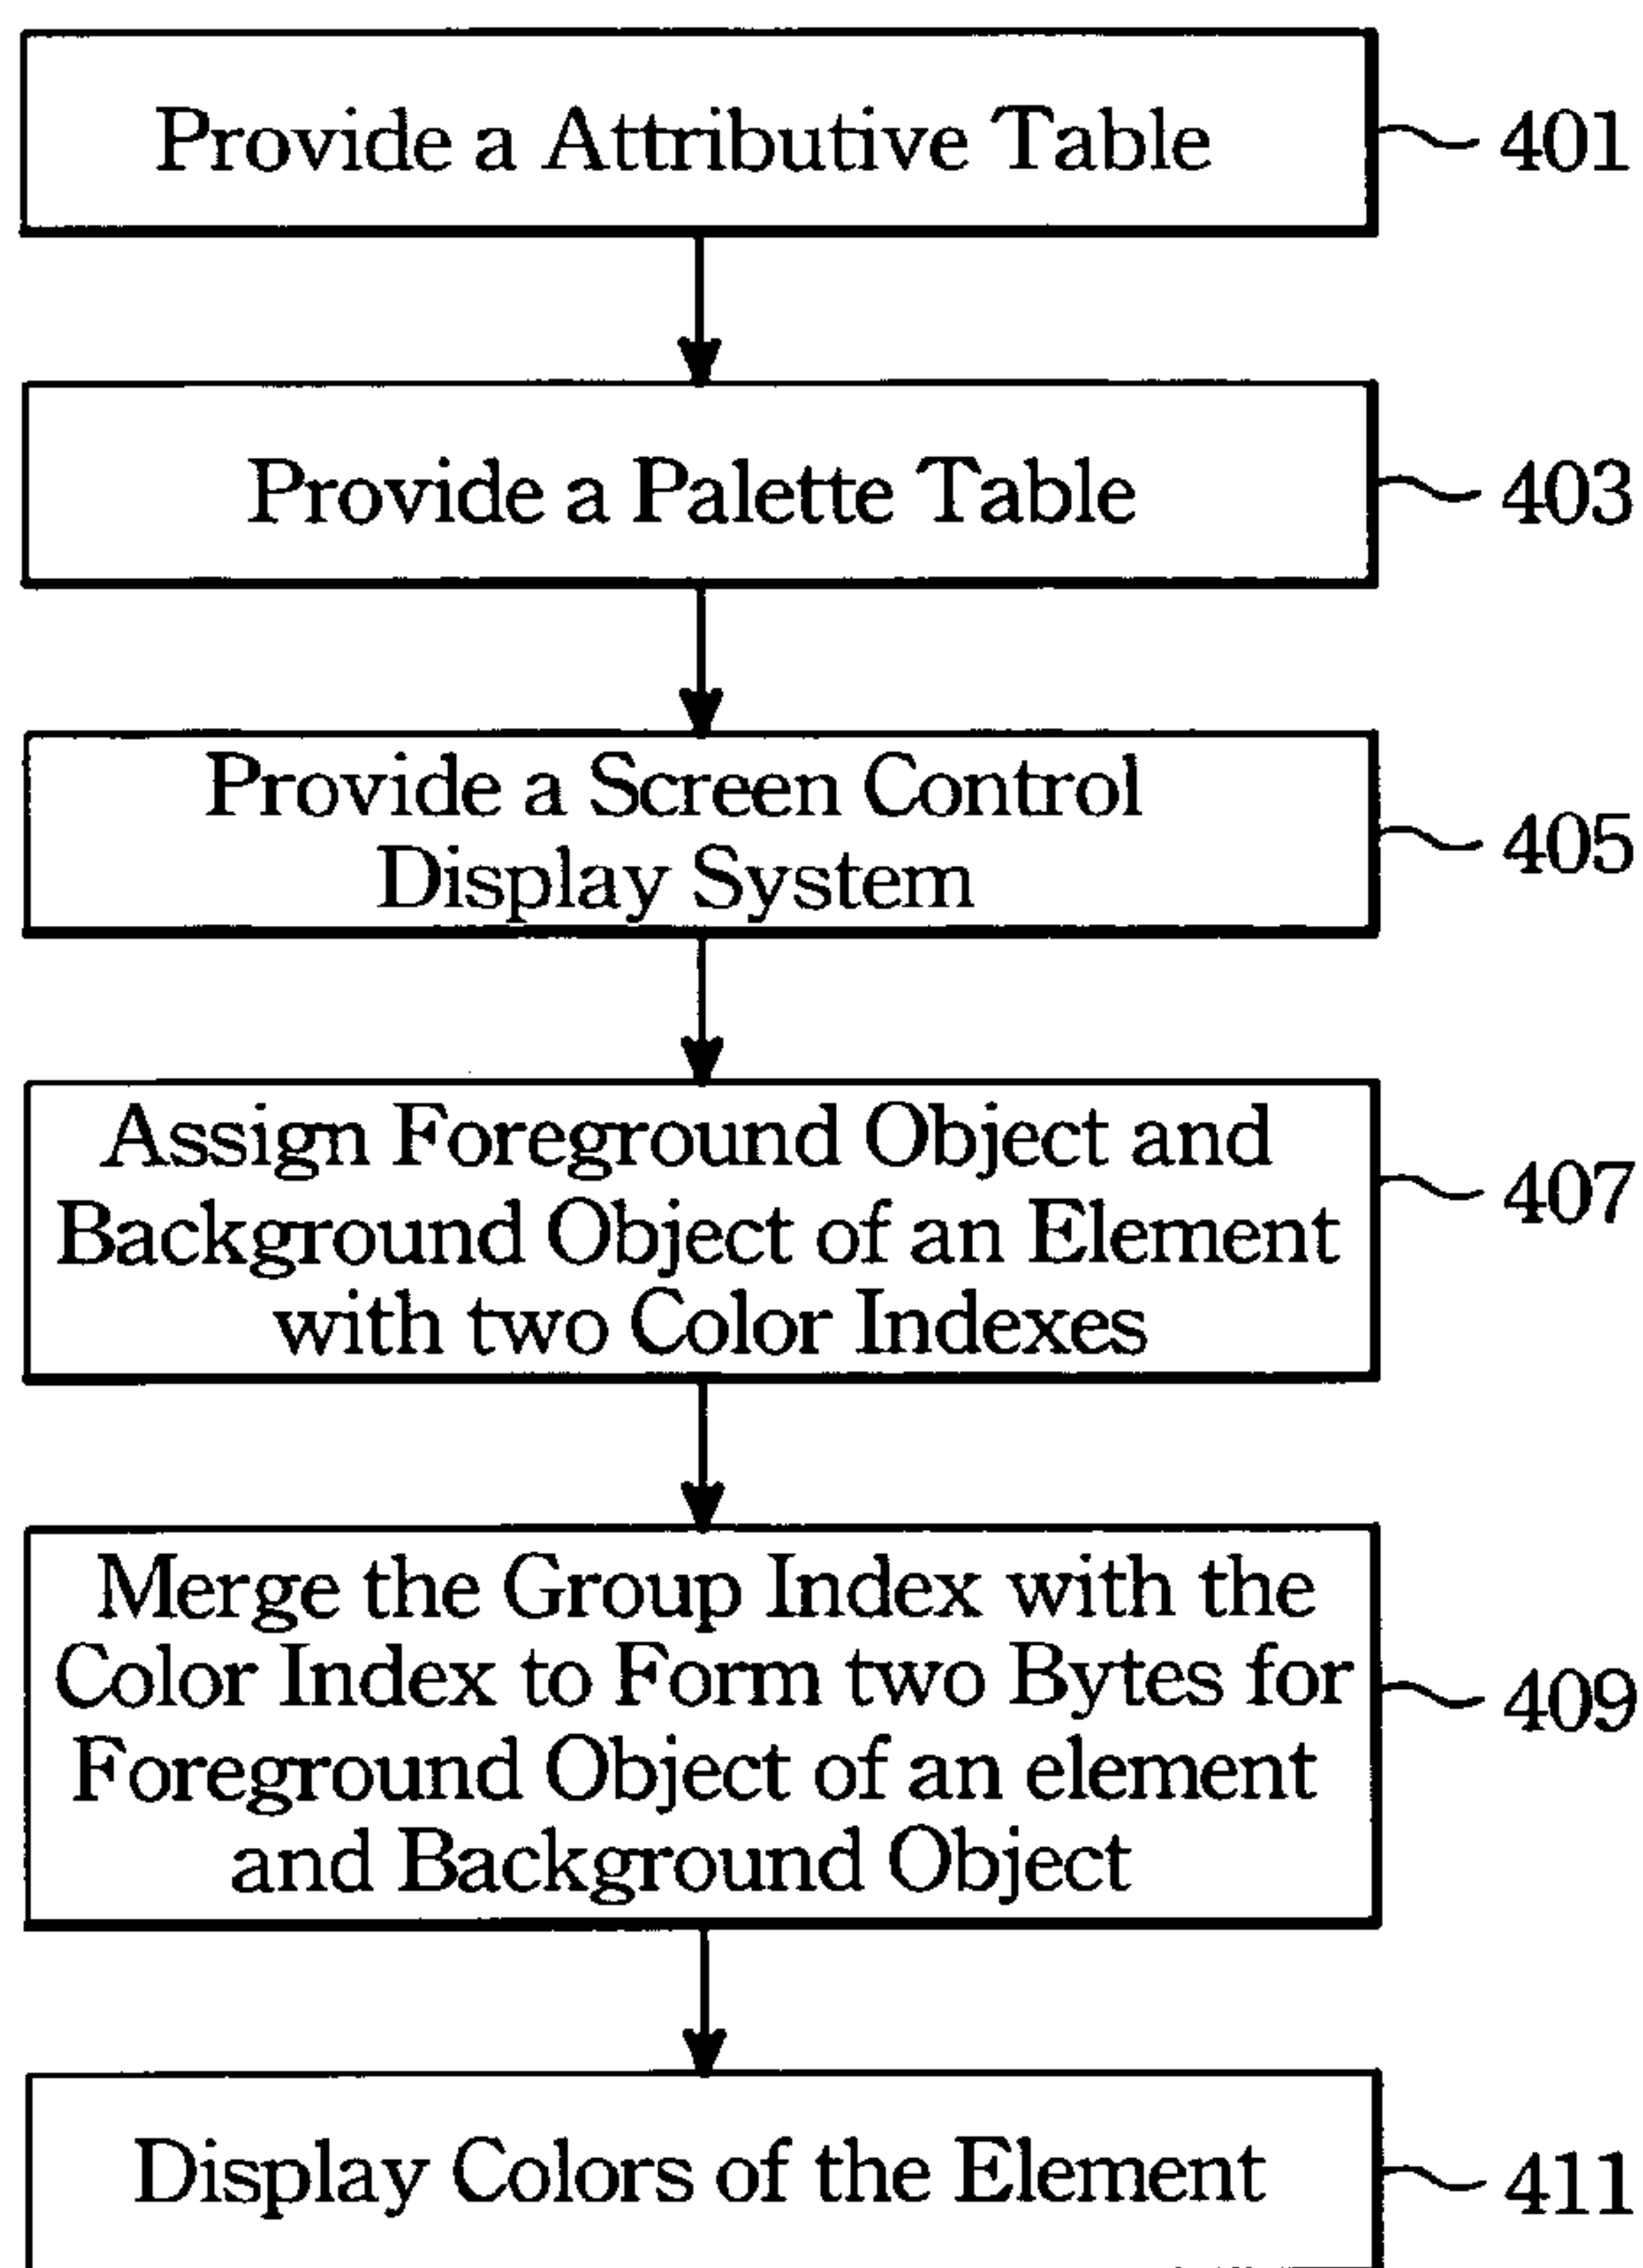 Provide a Attributive Table
401
Provide a Palette Table
403
Provide a Screen Control
Display System
405
Assign Foreground Object and
Background Object of an Element
with two Color Indexes
407
Merge the Group Index with the
Color Index to Form two Bytes for
Foreground Object of an element
and Background Object
409
Display Colors of the Element
411